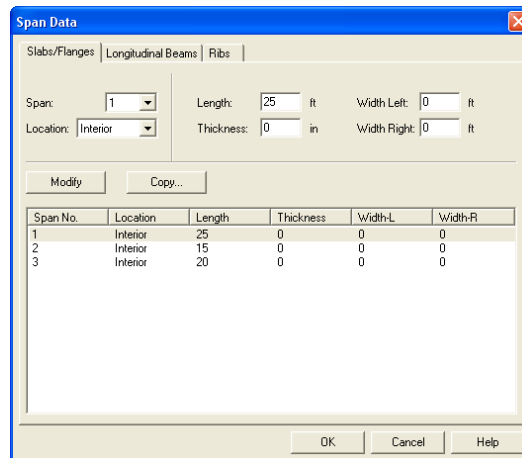 Span Data
Slabs/Flanges Longitudinal Beams Ribs
Span: 1 Length: 25 ft Width Left: 0 ft
Location: Interior Thickness: 0 in Width Right: 0 ft
Modify Copy...
Span No. Location Length Thickness Width-L Width-R
1 Interior 25 0 0 0
2 Interior 15 0 0 0
3 Interior 20 0 0 0
OK Cancel Help